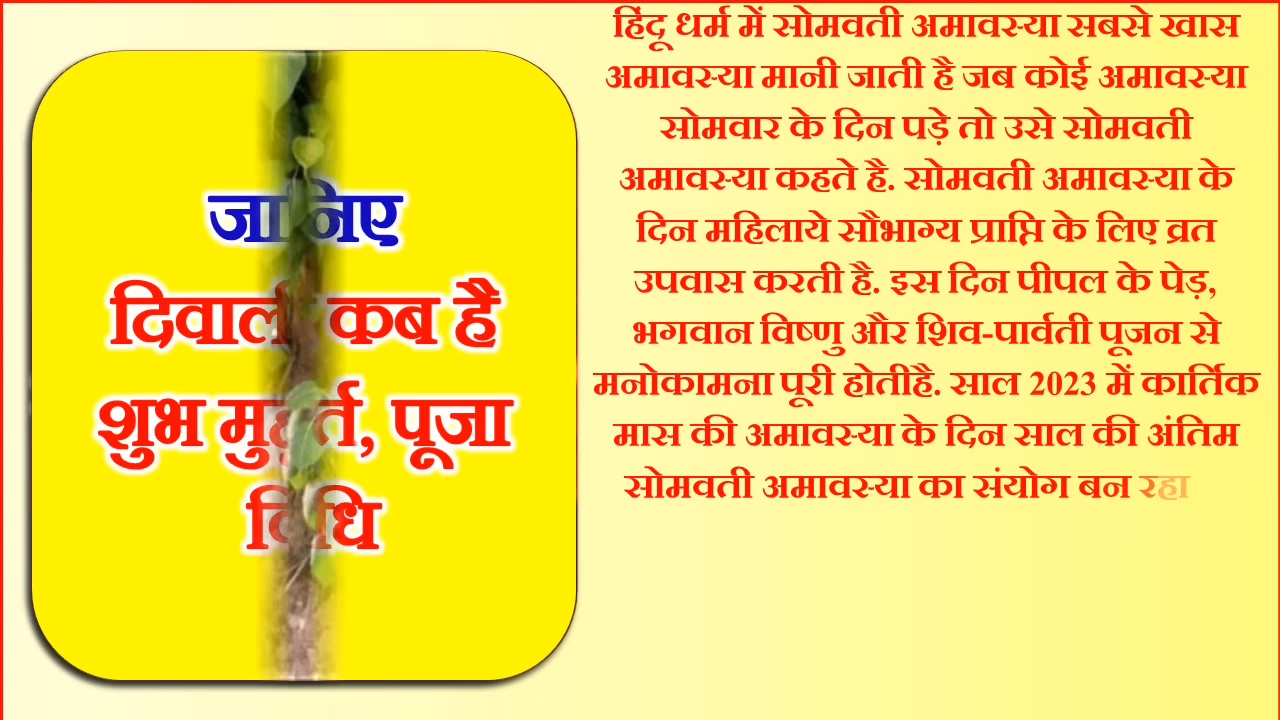 जानिए
दिवाली कब है
शुभ मुहूर्त, पूजा
विधि
हिंदू धर्म में सोमवती अमावस्या सबसे खास
अमावस्या मानी जाती है जब कोई अमावस्या
सोमवार के दिन पड़े तो उसे सोमवती
अमावस्या कहते है. सोमवती अमावस्या के
दिन महिलाये सौभाग्य प्राप्ति के लिए व्रत
उपवास करती है. इस दिन पीपल के पेड़,
भगवान विष्णु और शिव-पार्वती पूजन से
मनोकामना पूरी होतीहै. साल 2023 में कार्तिक
मास की अमावस्या के दिन साल की अंतिम
सोमवती अमावस्या का संयोग बन रहा